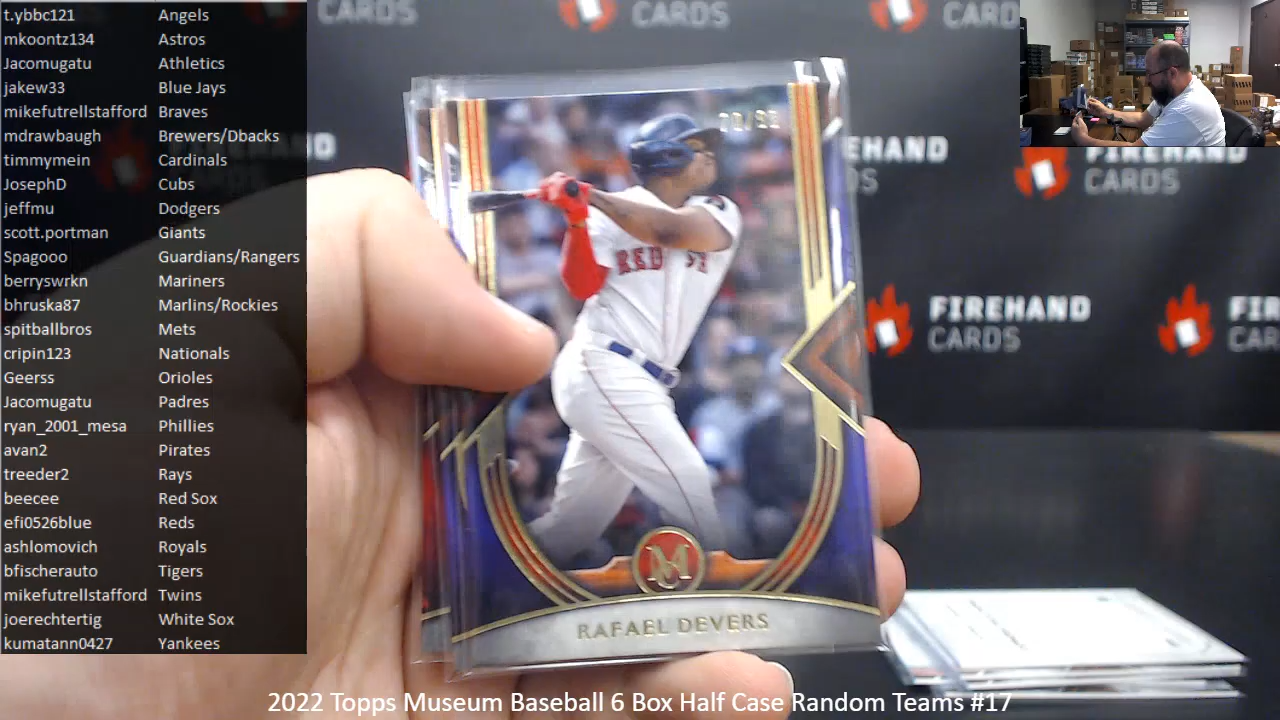 t.ybbc121 Angels
mkoontz134 Astros
Jacomugatu Athletics
jakew33 Blue Jays
mikefutrellstafford Braves
mdrawbaugh Brewers/Dbacks
timmymein Cardinals
JosephD Cubs
jeffmu Dodgers
scott.portman Giants
Spagooo Guardians/Rangers
berryswrkn Mariners
bhruska87 Marlins/Rockies
spitballbros Mets
cripin123 Nationals
Geerss Orioles
Jacomugatu Padres
ryan_2001_mesa Phillies
avan2 Pirates
treeder2 Rays
beecee Red Sox
efi0526blue Reds
ashlomovich Royals
bfischerauto Tigers
mikefutrellstafford Twins
joerechtertig White Sox
kumatann0427 Yankees
CARDS
CARDS
CARD
EHAND
FIREHAND
CARDS
FIREHAND
CARDS
FIR
CAR
RED
M
RAFAEL DEVERS
2022 Topps Museum Baseball 6 Box Half Case Random Teams #17